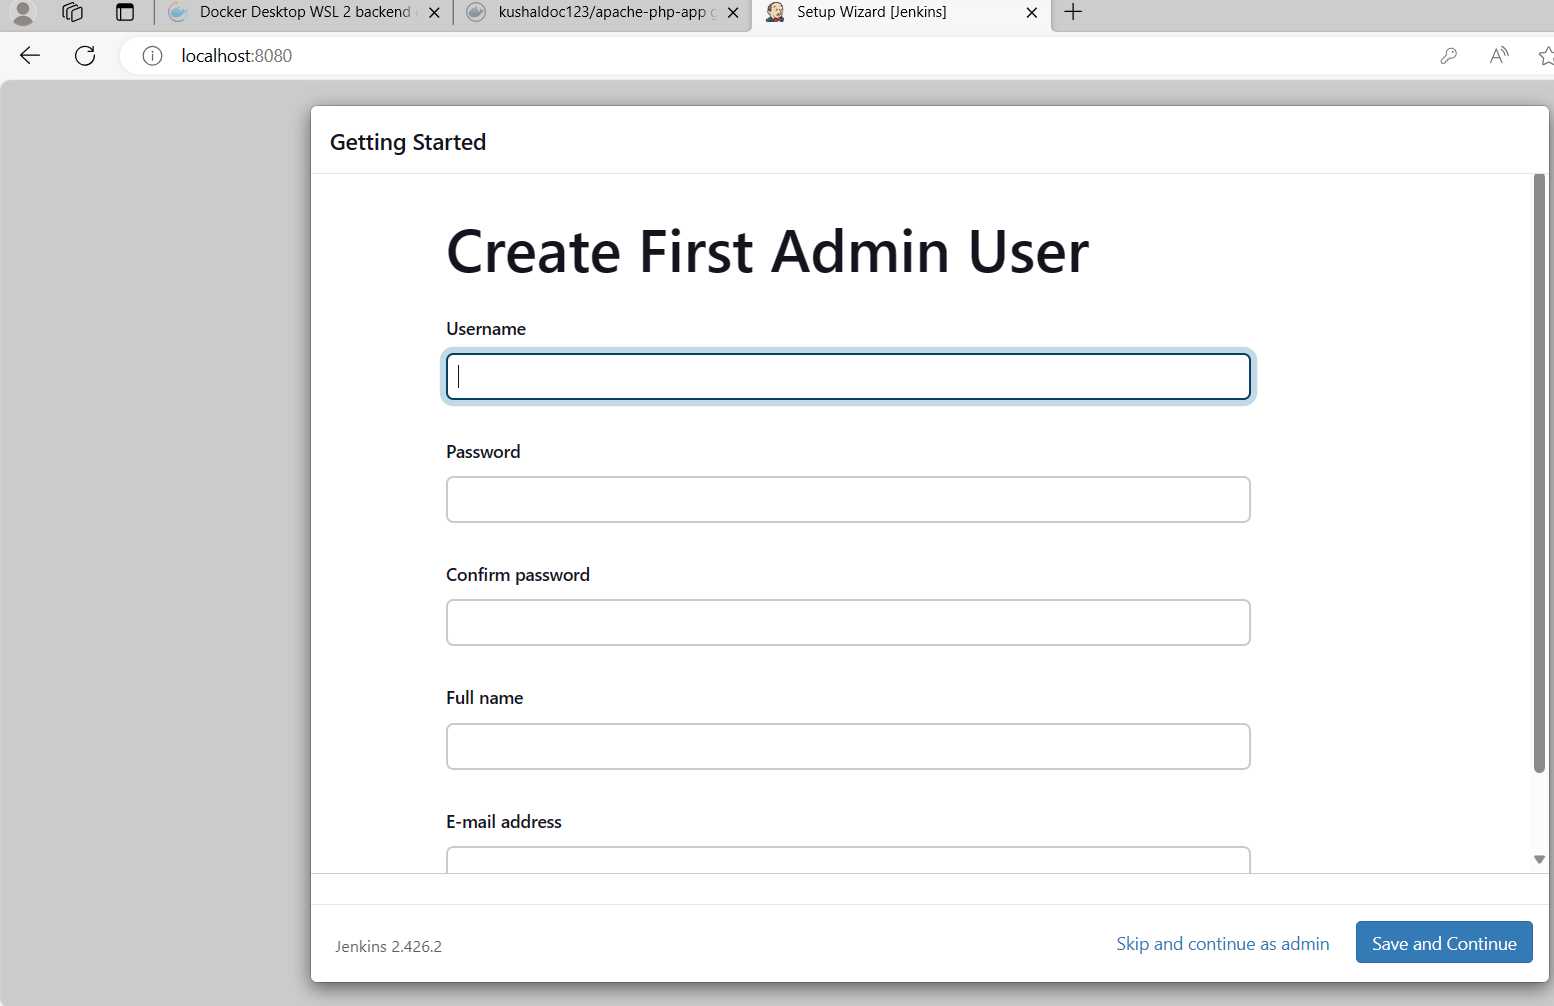 Docker Desktop WSL 2 backend
kushaldoc123/apache-php-app
Setup Wizard [Jenkins]
localhost:8080
Getting Started
Create First Admin User
Username
Password
Confirm password
Full name
E-mail address
Jenkins 2.426.2
Skip and continue as admin
Save and Continue